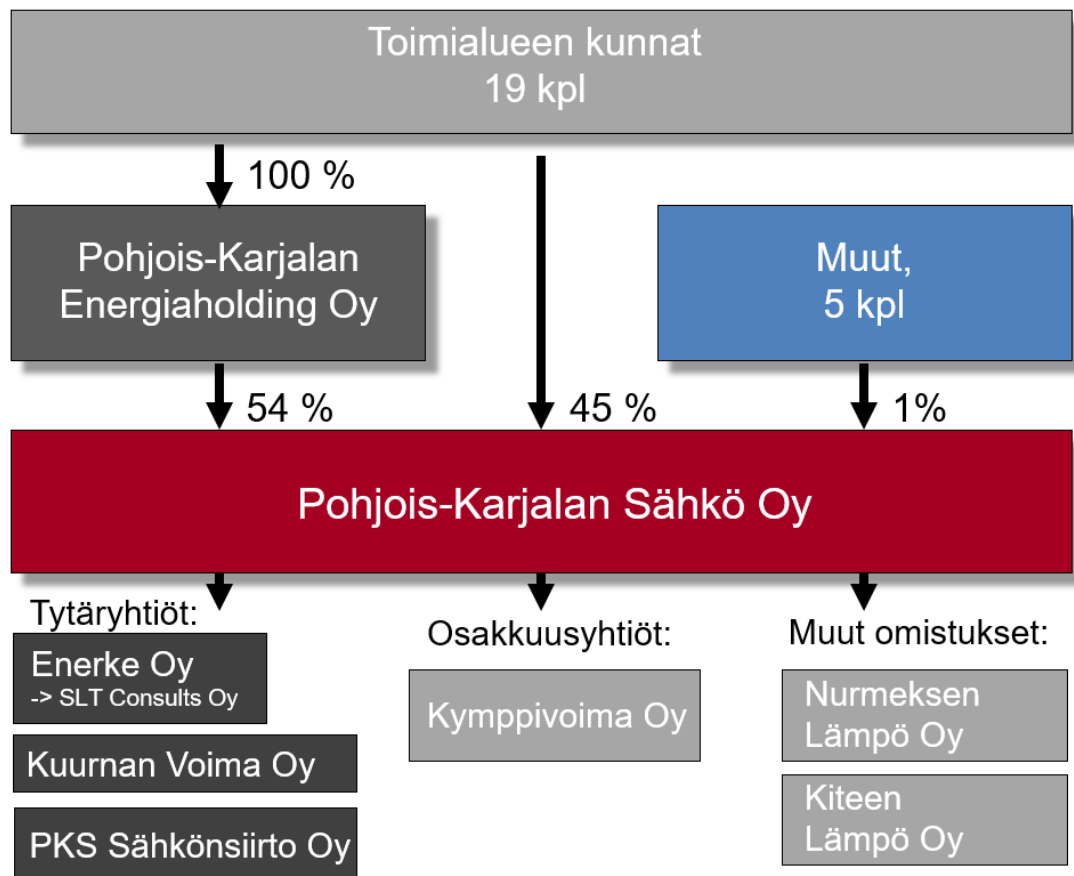 Toimialueen kunnat
19 kpl
100 %
Pohjois-Karjalan
Energiaholding Oy
Muut,
5 kpl
54 %
45 %
1%
Pohjois-Karjalan Sähkö Oy
Tytäryhtiöt:
Enerke Oy
-> SLT Consults Oy
Kuurnan Voima Oy
PKS Sähkönsiirto Oy
Osakkuusyhtiöt:
Kymppivoima Oy
Muut omistukset:
Nurmeksen
Lämpö Oy
Kiteen
Lämpö Oy